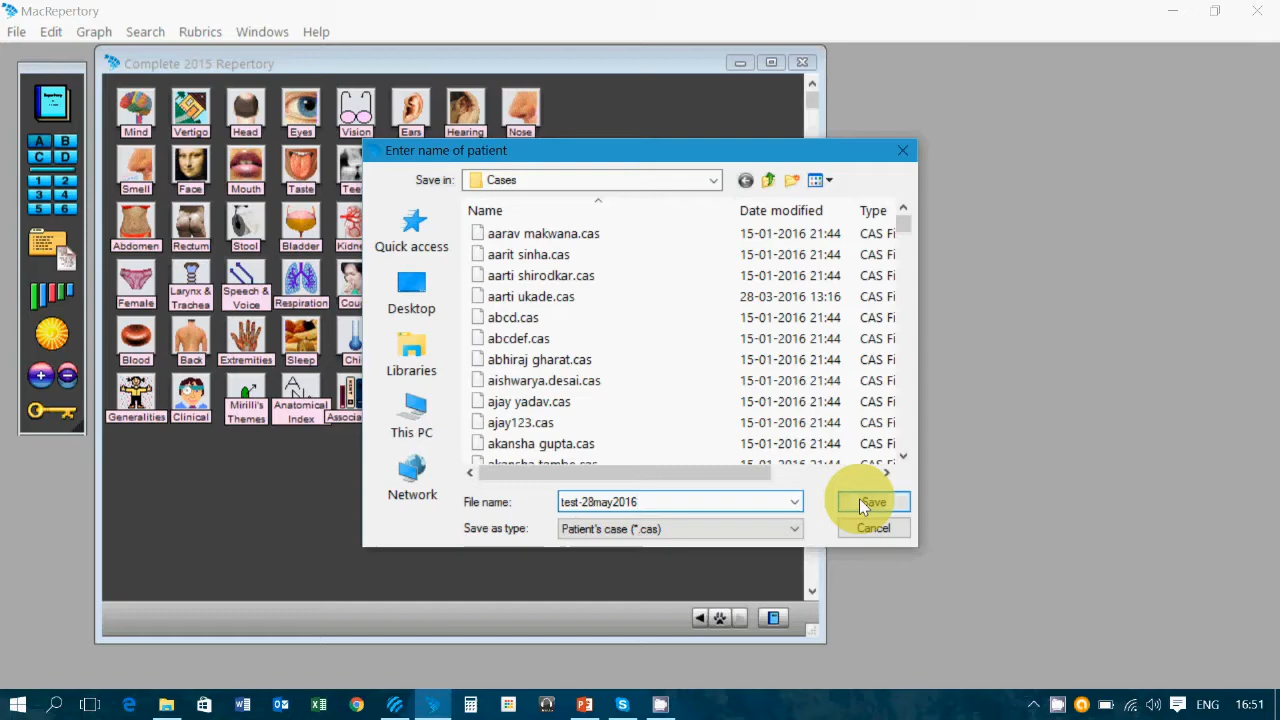 MacRepertory
File Edit Graph Search Rubrics Windows Help
Complete 2015 Repertory
Mind Vertigo Head Eyes Vision Ears Hearing Nose
Smell Face Mouth Taste
Abdomen Rectum Stool Bladder
Female Larynx & Trachea Speech & Voice Respiration
Blood Back Extremities Sleep
Generalities Clinical Mirilli's Themes Anatomical Index
A B
C D
1 2
3 4
5 6
Enter name of patient
Save in: Cases
Quick access
Desktop
Libraries
This PC
Network
Name Date modified Type
aarav makwana.cas 15-01-2016 21:44 CAS Fi
aarit sinha.cas 15-01-2016 21:44 CAS Fi
aarti shirodkar.cas 15-01-2016 21:44 CAS Fi
aarti ukade.cas 28-03-2016 13:16 CAS Fi
abcd.cas 15-01-2016 21:44 CAS Fi
abcdef.cas 15-01-2016 21:44 CAS Fi
abhiraj gharat.cas 15-01-2016 21:44 CAS Fi
aishwarya.desai.cas 15-01-2016 21:44 CAS Fi
ajay yadav.cas 15-01-2016 21:44 CAS Fi
ajay123.cas 15-01-2016 21:44 CAS Fi
akansha gupta.cas 15-01-2016 21:44 CAS Fi
File name: test-28may2016 Save
Save as type: Patient's case (*.cas) Cancel
ENG 16:51